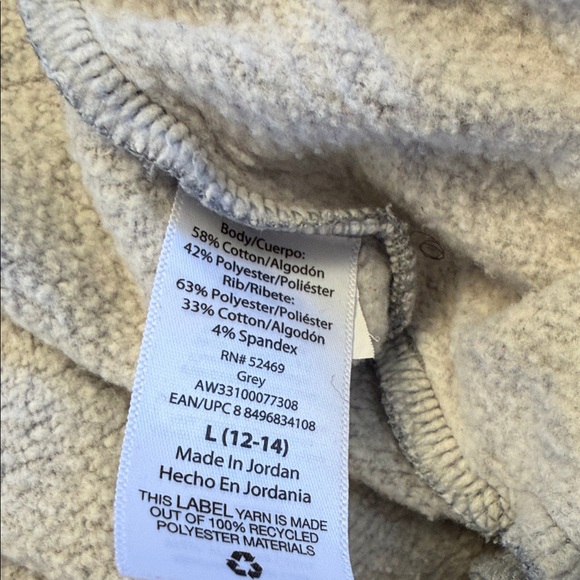 Body/Cuerpo:
58% Cotton/Algodón
42% Polyester/Poliéster
Rib/Ribete:
63% Polyester/Poliéster
33% Cotton/Algodón
4% Spandex
RN# 52469
Grey
AW33100077308
EAN/UPC 8 8496834108
L (12-14)
Made In Jordan
Hecho En Jordania
THIS LABEL YARN IS MADE
OUT OF 100% RECYCLED
POLYESTER MATERIALS